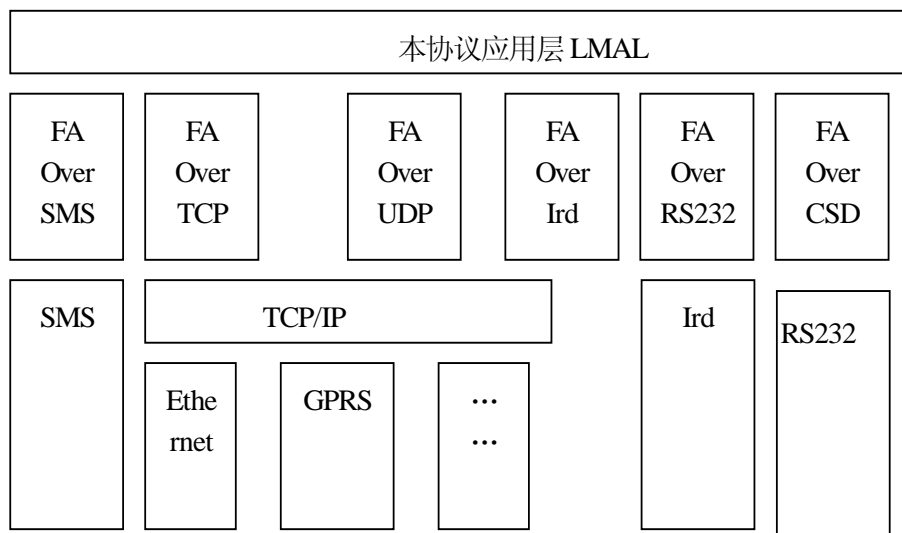 本协议应用层 LMAL
FA
Over
SMS
FA
Over
TCP
FA
Over
UDP
FA
Over
Ird
FA
Over
RS232
FA
Over
CSD
SMS
TCP/IP
Ird
RS232
Ethe
rnet
GPRS
…
…